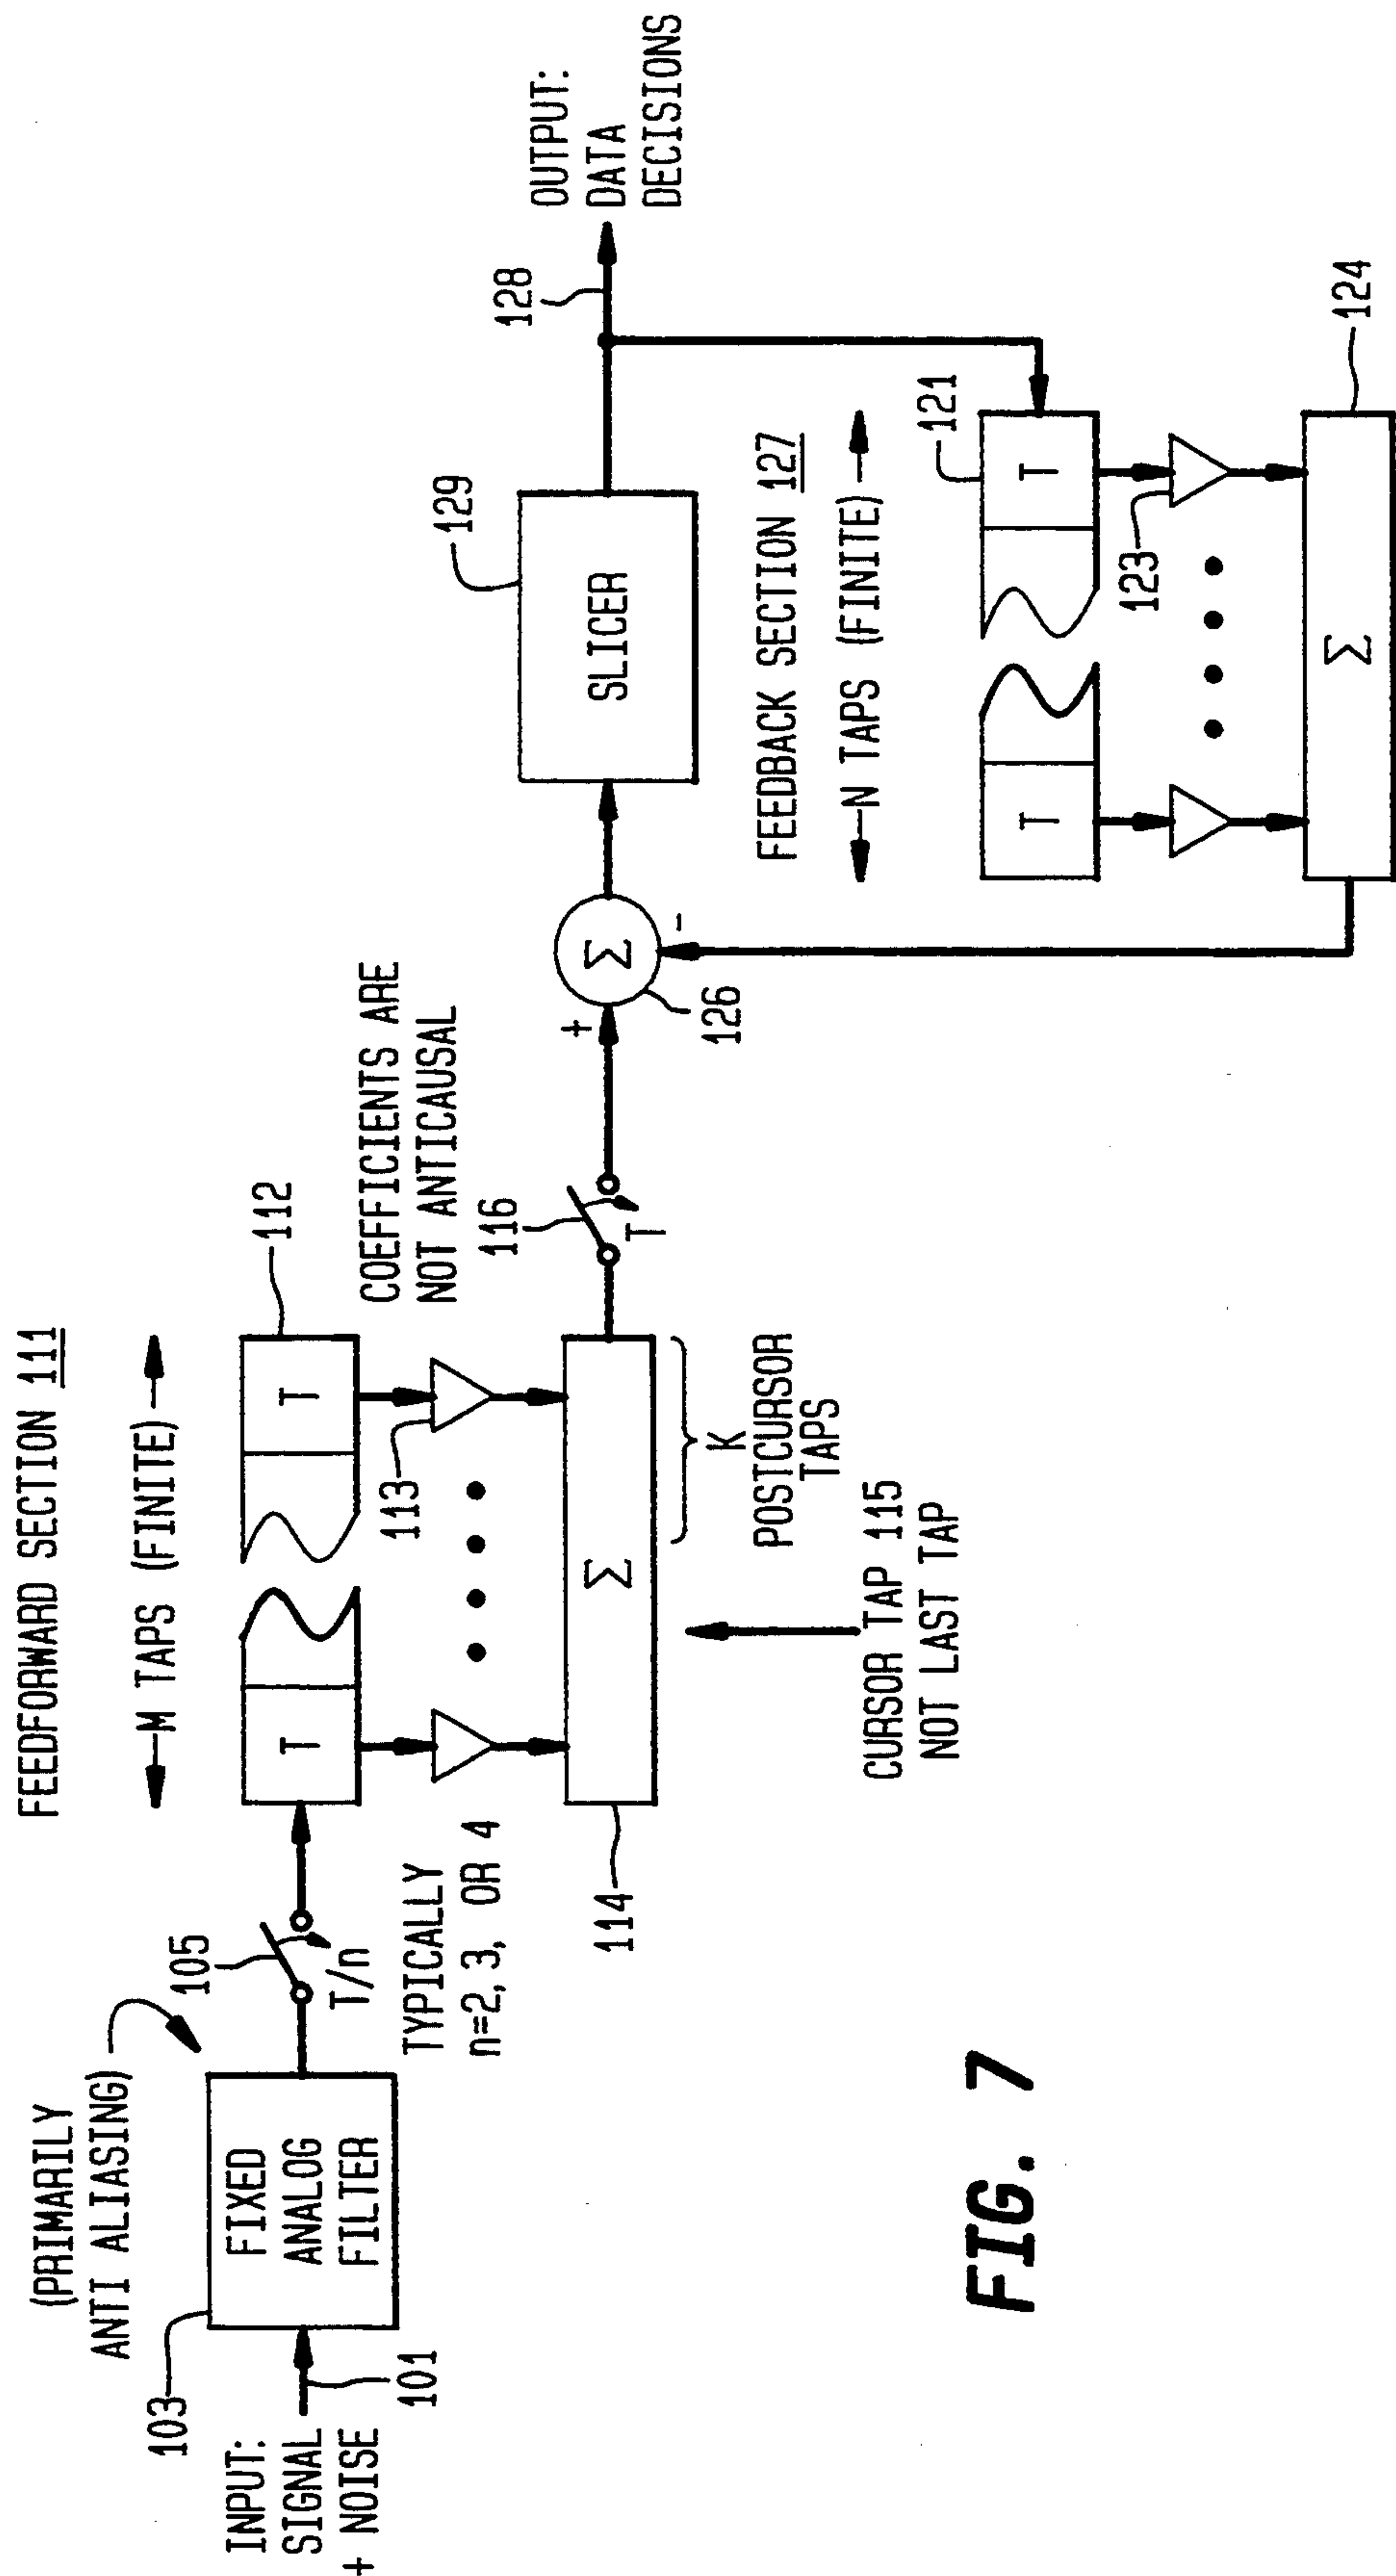 FEEDFORWARD SECTION 111
M TAPS (FINITE)
(PRIMARILY
ANTI ALIASING)
103
INPUT:
SIGNAL
+ NOISE
101
FIXED
ANALOG
FILTER
105
T/n
TYPICALLY
n=2, 3, OR 4
T
T
112
113
Σ
114
K
POSTCURSOR
TAPS
CURSOR TAP 115
NOT LAST TAP
COEFFICIENTS ARE
NOT ANTICAUSAL
116
T
+
Σ
-
126
SLICER
129
128
OUTPUT:
DATA
DECISIONS
FEEDBACK SECTION 127
N TAPS (FINITE)
T
T
121
123
Σ
124
FIG. 7